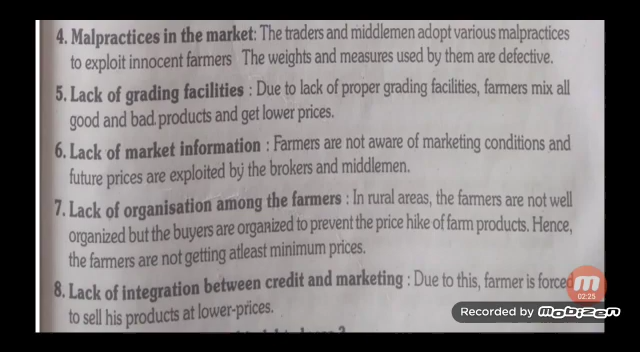 4. Malpractices in the market: The traders and middlemen adopt various malpractices
to exploit innocent farmers The weights and measures used by them are defective.
5. Lack of grading facilities : Due to lack of proper grading facilities, farmers mix all
good and bad products and get lower prices.
6. Lack of market information : Farmers are not aware of marketing conditions and
future prices are exploited by the brokers and middlemen.
7. Lack of organisation among the farmers : In rural areas, the farmers are not well
organized but the buyers are organized to prevent the price hike of farm products. Hence,
the farmers are not getting atleast minimum prices.
8. Lack of integration between credit and marketing : Due to this, farmer is forced
to sell his products at lower-prices.
02:25
Recorded by mobizen